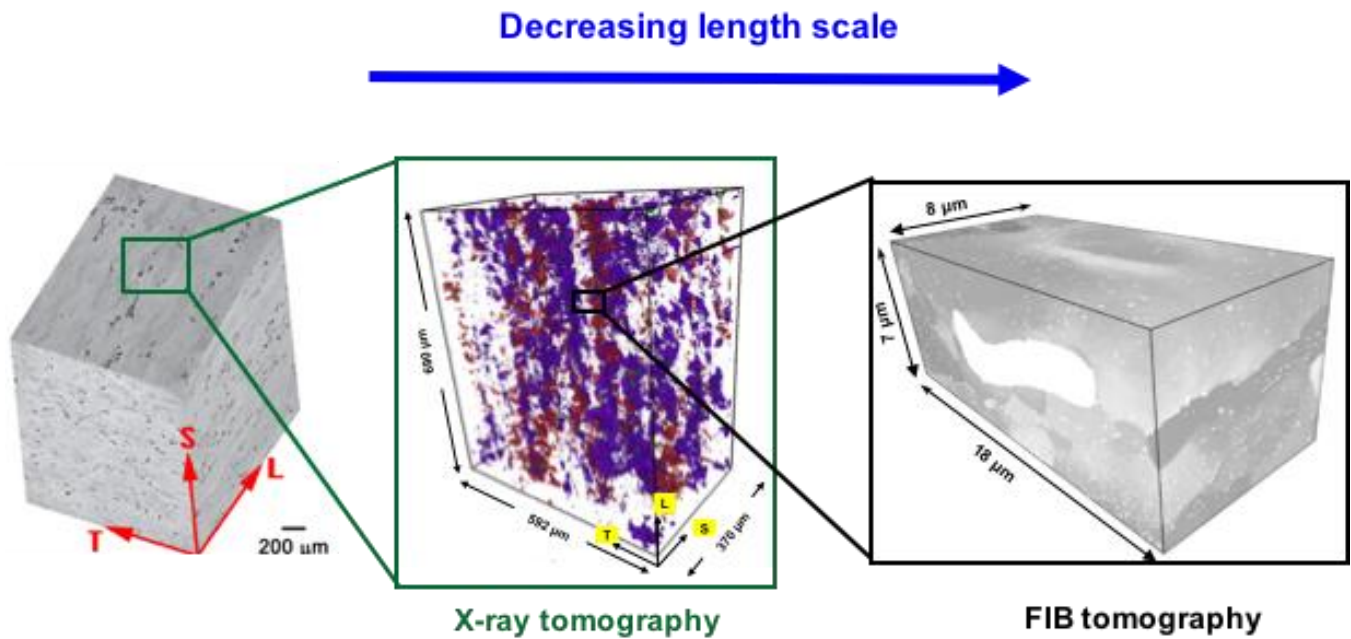 Decreasing length scale
S
L
T
200 μm
690 μm
592 μm
T
L
S
370 μm
X-ray tomography
8 μm
7 μm
18 μm
FIB tomography